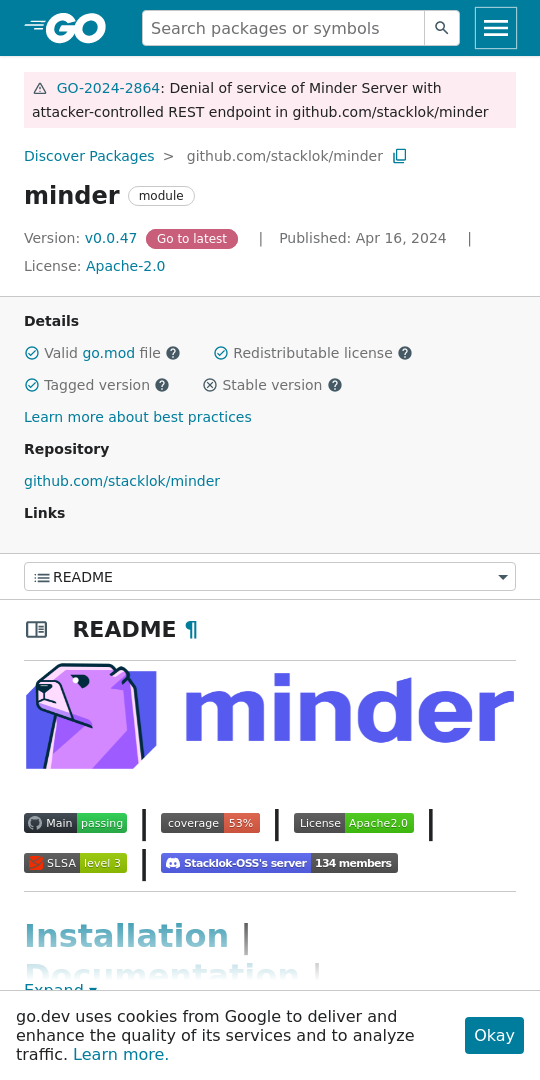 GO
Search packages or symbols
GO-2024-2864: Denial of service of Minder Server with
attacker-controlled REST endpoint in github.com/stacklok/minder
Discover Packages > github.com/stacklok/minder
minder module
Version: v0.0.47 Go to latest | Published: Apr 16, 2024 |
License: Apache-2.0
Details
Valid go.mod file ? Redistributable license ?
Tagged version ? Stable version ?
Learn more about best practices
Repository
github.com/stacklok/minder
Links
README
README ¶
minder
Main passing | coverage 53% | License Apache2.0 |
SLSA level 3 | Stacklok-OSS's server 134 members
Installation |
Documentation |
Expand ▾
go.dev uses cookies from Google to deliver and
enhance the quality of its services and to analyze
traffic. Learn more.
Okay